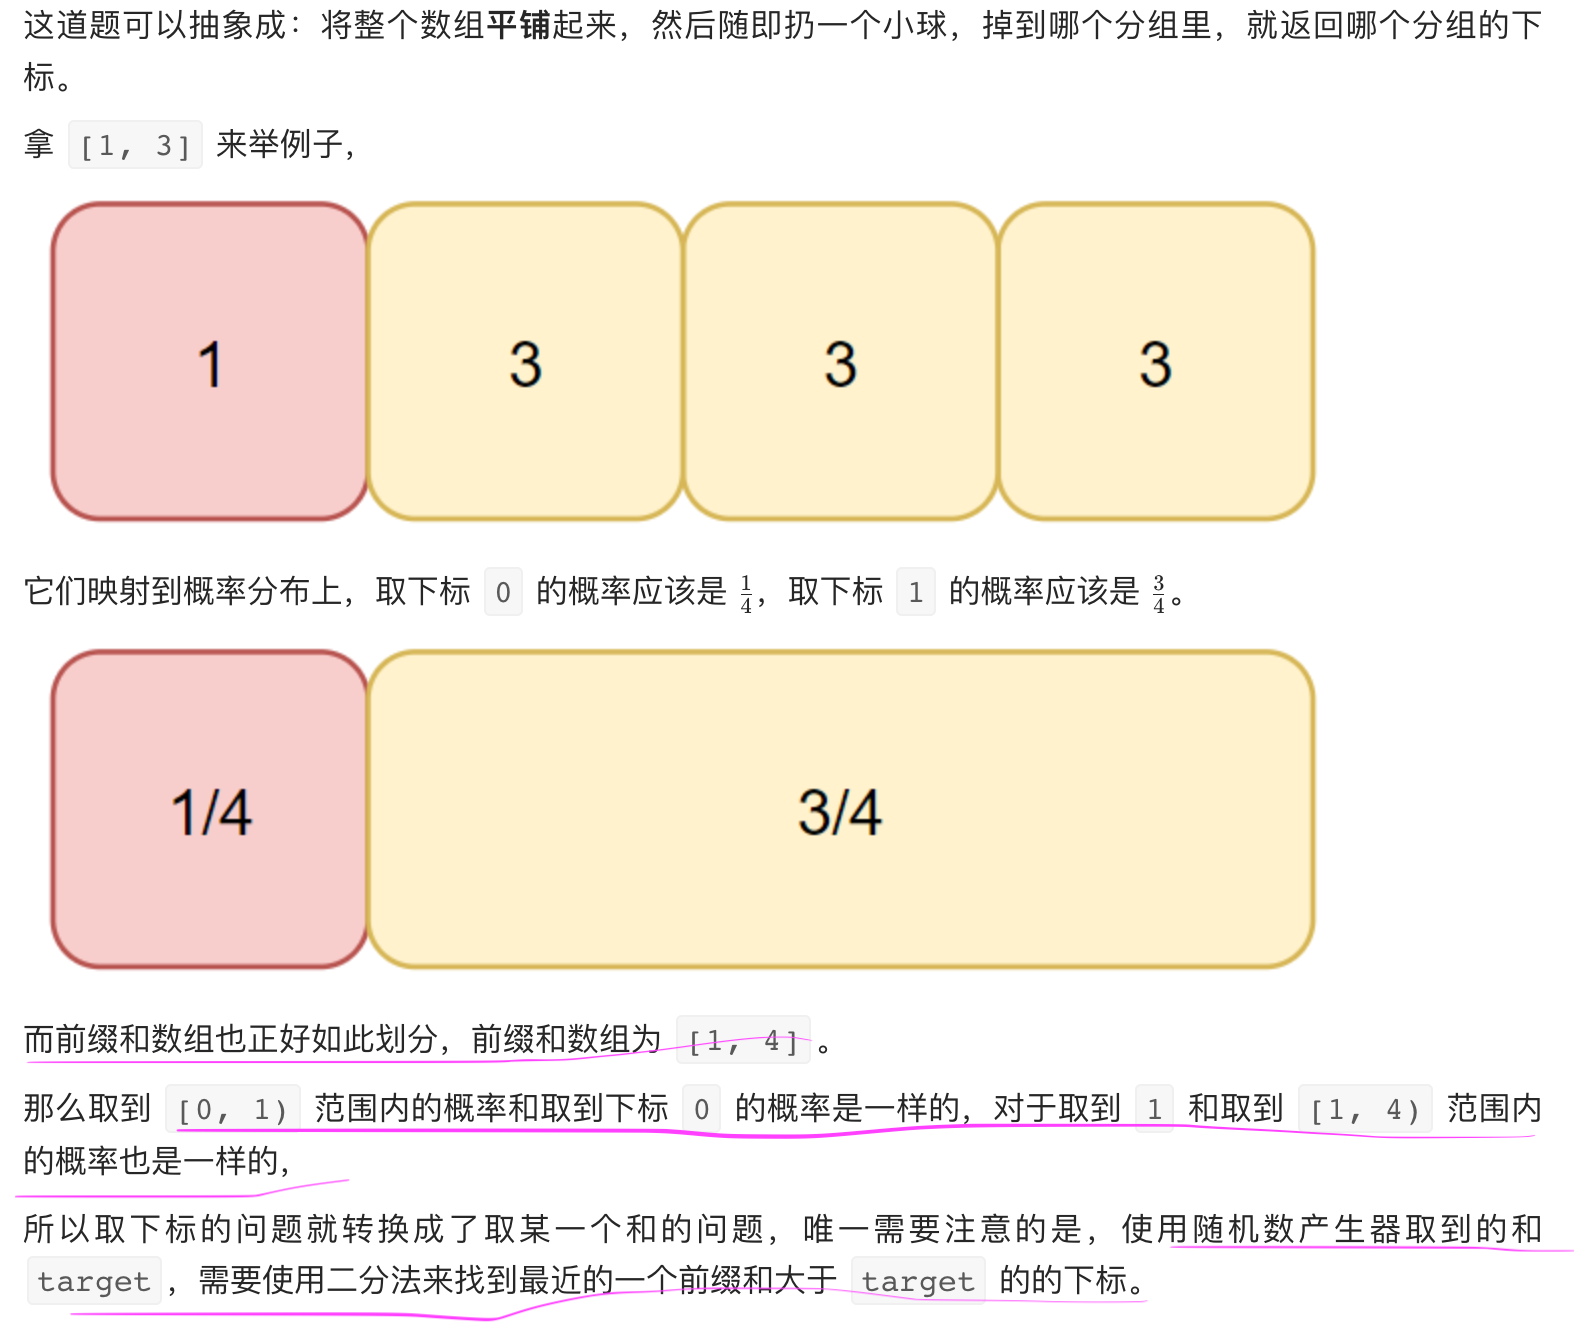 这道题可以抽象成：将整个数组平铺起来，然后随即扔一个小球，掉到哪个分组里，就返回哪个分组的下
标。
拿 [1, 3] 来举例子，
1 3 3 3
它们映射到概率分布上，取下标 0 的概率应该是 1/4，取下标 1 的概率应该是 3/4。
1/4 3/4
而前缀和数组也正好如此划分，前缀和数组为 [1, 4]。
那么取到 [0, 1) 范围内的概率和取到下标 0 的概率是一样的，对于取到 1 和取到 [1, 4) 范围内
的概率也是一样的，
所以取下标的问题就转换成了取某一个和的问题，唯一需要注意的是，使用随机数产生器取到的和
target，需要使用二分法来找到最近的一个前缀和大于 target 的的下标。